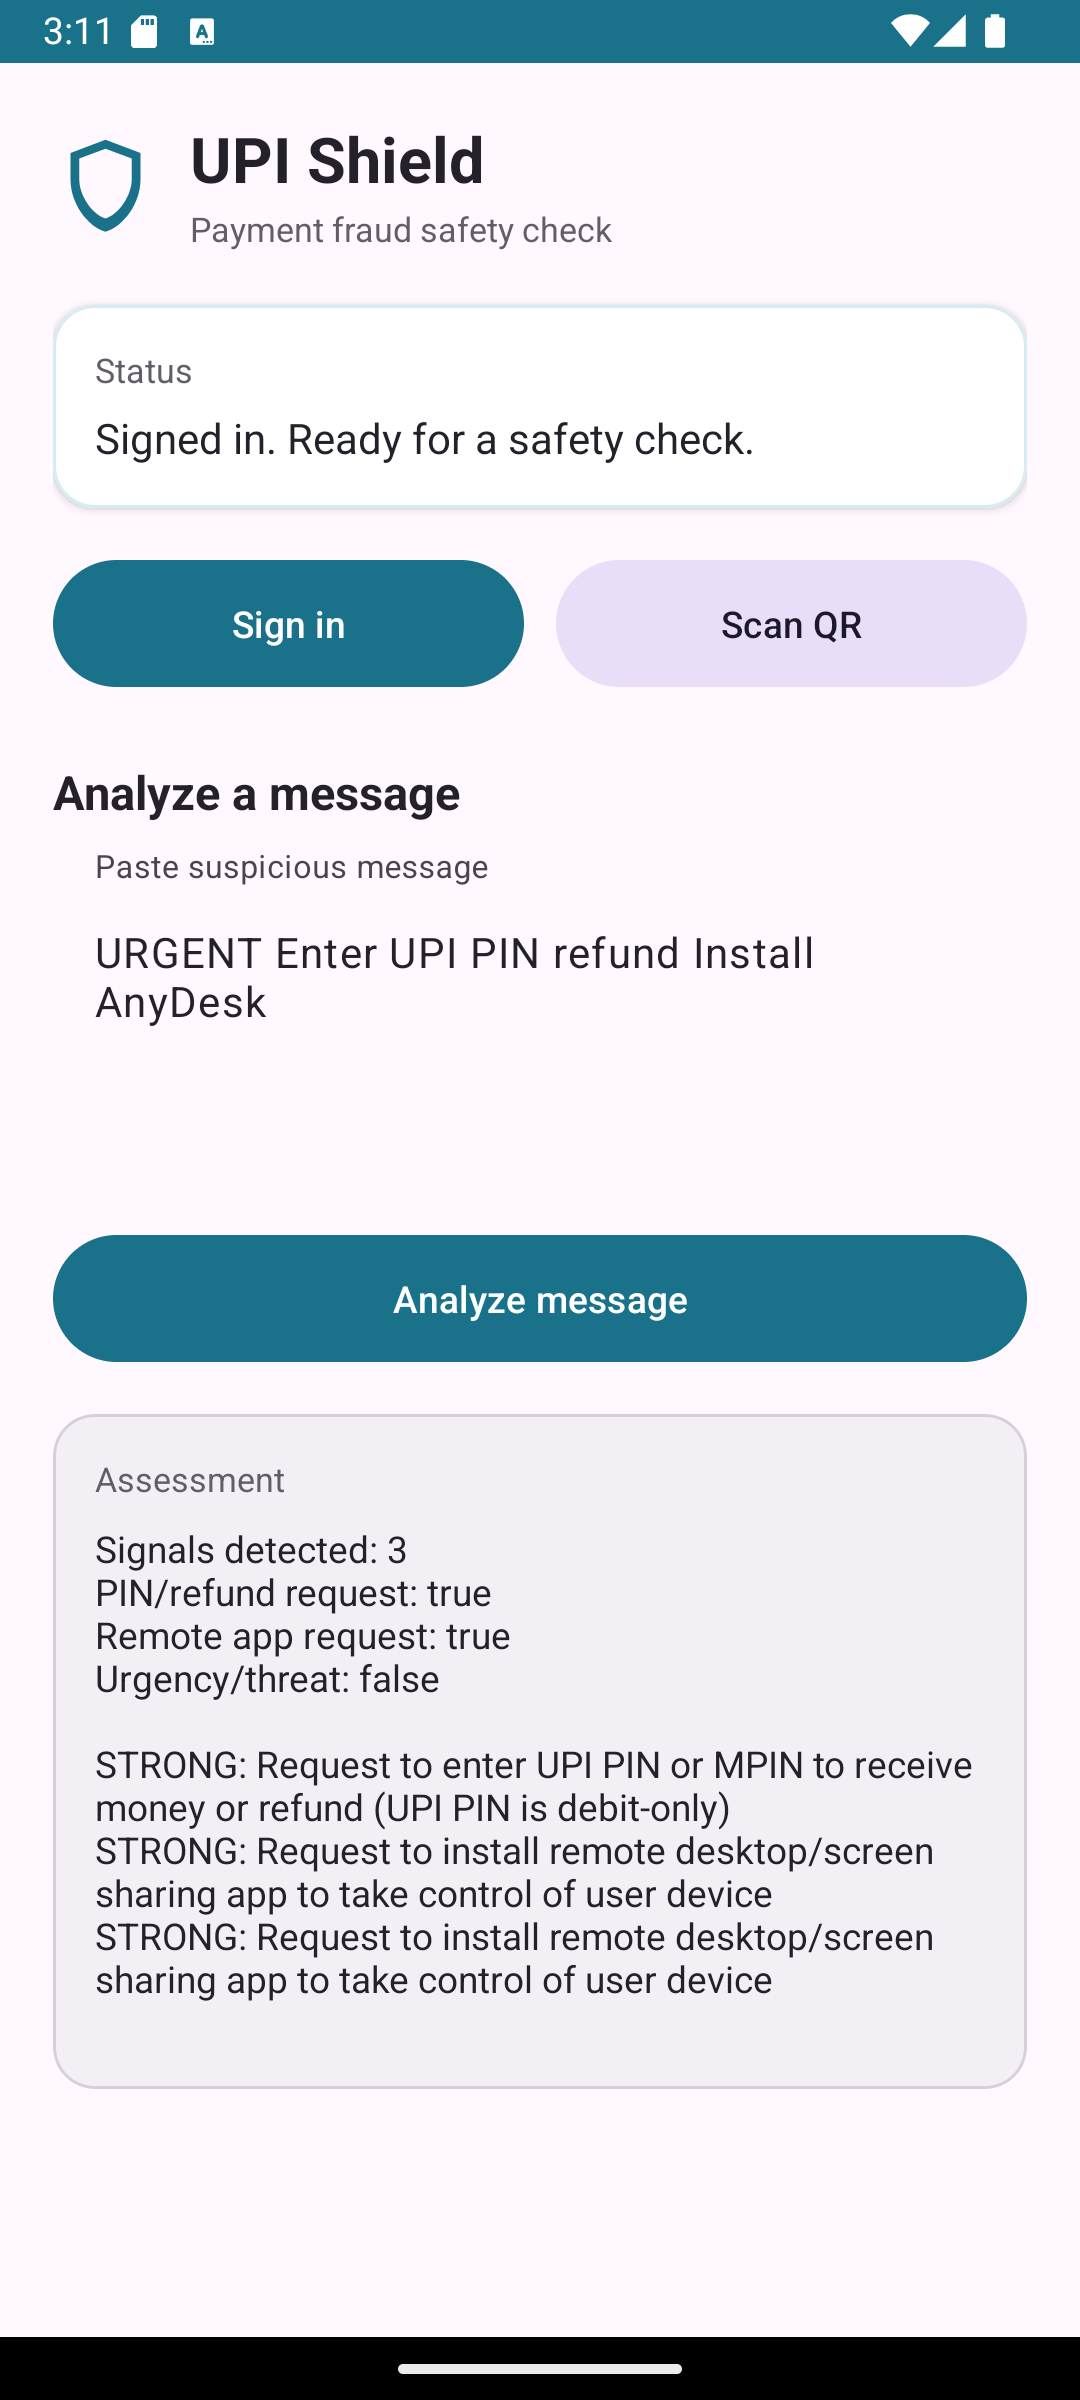 3:11
UPI Shield
Payment fraud safety check
Status
Signed in. Ready for a safety check.
Sign in
Scan QR
Analyze a message
Paste suspicious message
URGENT Enter UPI PIN refund Install
AnyDesk
Analyze message
Assessment
Signals detected: 3
PIN/refund request: true
Remote app request: true
Urgency/threat: false
STRONG: Request to enter UPI PIN or MPIN to receive
money or refund (UPI PIN is debit-only)
STRONG: Request to install remote desktop/screen
sharing app to take control of user device
STRONG: Request to install remote desktop/screen
sharing app to take control of user device